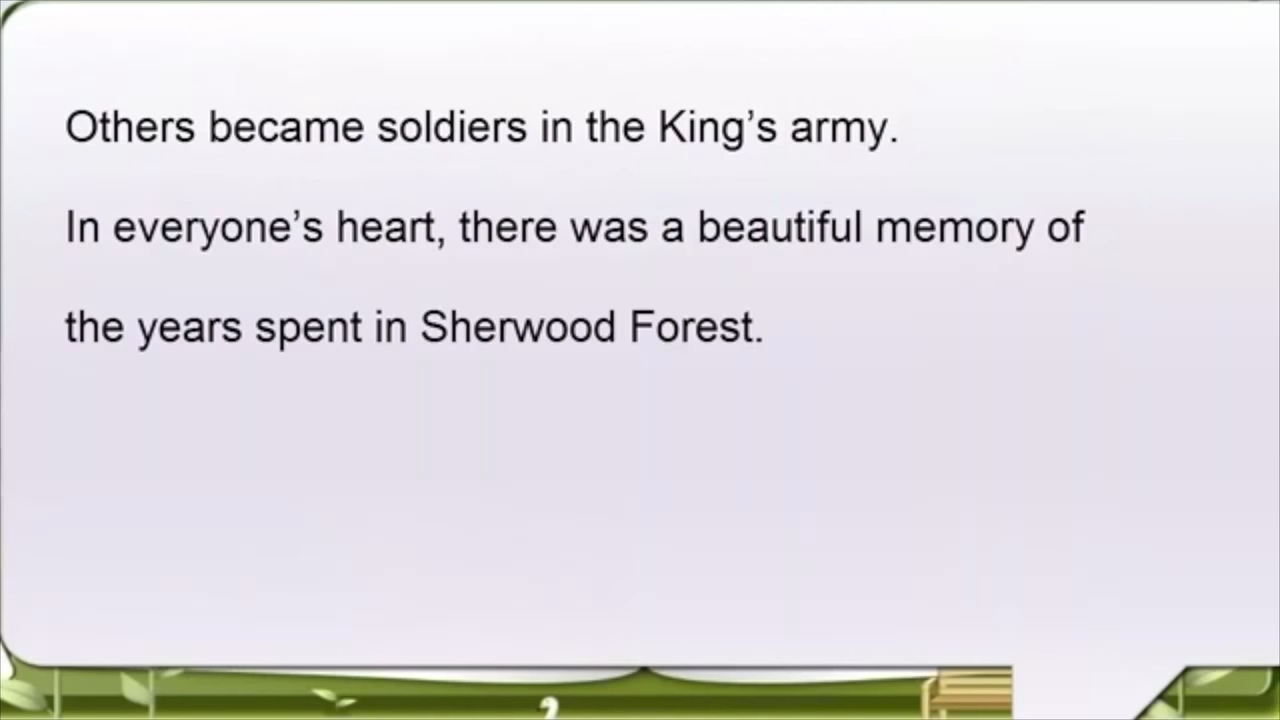 Others became soldiers in the King’s army.
In everyone’s heart, there was a beautiful memory of
the years spent in Sherwood Forest.